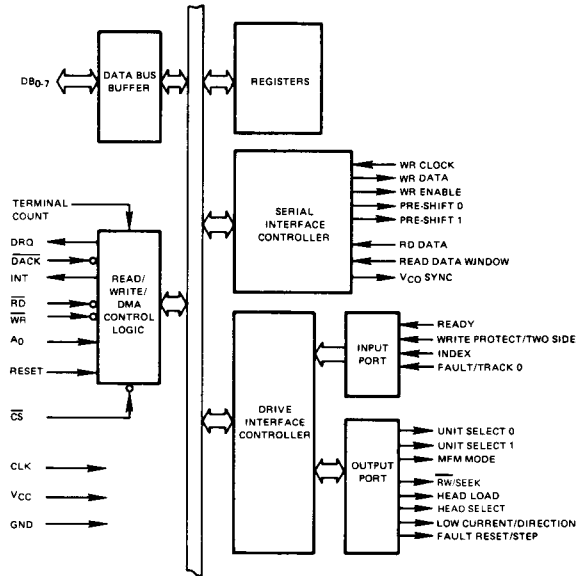 DB0-7
DATA BUS
BUFFER
REGISTERS
TERMINAL
COUNT
DRQ
DACK
INT
RD
WR
A0
RESET
CS
CLK
VCC
GND
READ/
WRITE/
DMA
CONTROL
LOGIC
SERIAL
INTERFACE
CONTROLLER
WR CLOCK
WR DATA
WR ENABLE
PRE-SHIFT 0
PRE-SHIFT 1
RD DATA
READ DATA WINDOW
VCO SYNC
DRIVE
INTERFACE
CONTROLLER
INPUT
PORT
READY
WRITE PROTECT/TWO SIDE
INDEX
FAULT/TRACK 0
OUTPUT
PORT
UNIT SELECT 0
UNIT SELECT 1
MFM MODE
RW/SEEK
HEAD LOAD
HEAD SELECT
LOW CURRENT/DIRECTION
FAULT RESET/STEP